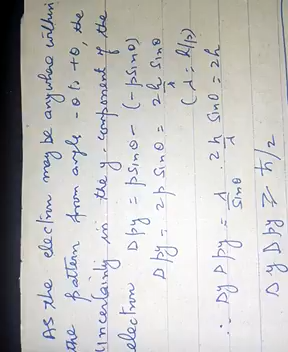 As the electron may be anywhere within
the pattern from angle -θ to +θ, the
Uncertainty in the y component of the
electron Δpy = p sinθ - (-p sinθ)
Δpy = 2p sinθ = 2h/λ sinθ
(λ = h/p)
∴ Δy Δpy = λ/sinθ · 2h/λ sinθ = 2h
Δy Δpy ≥ ħ/2